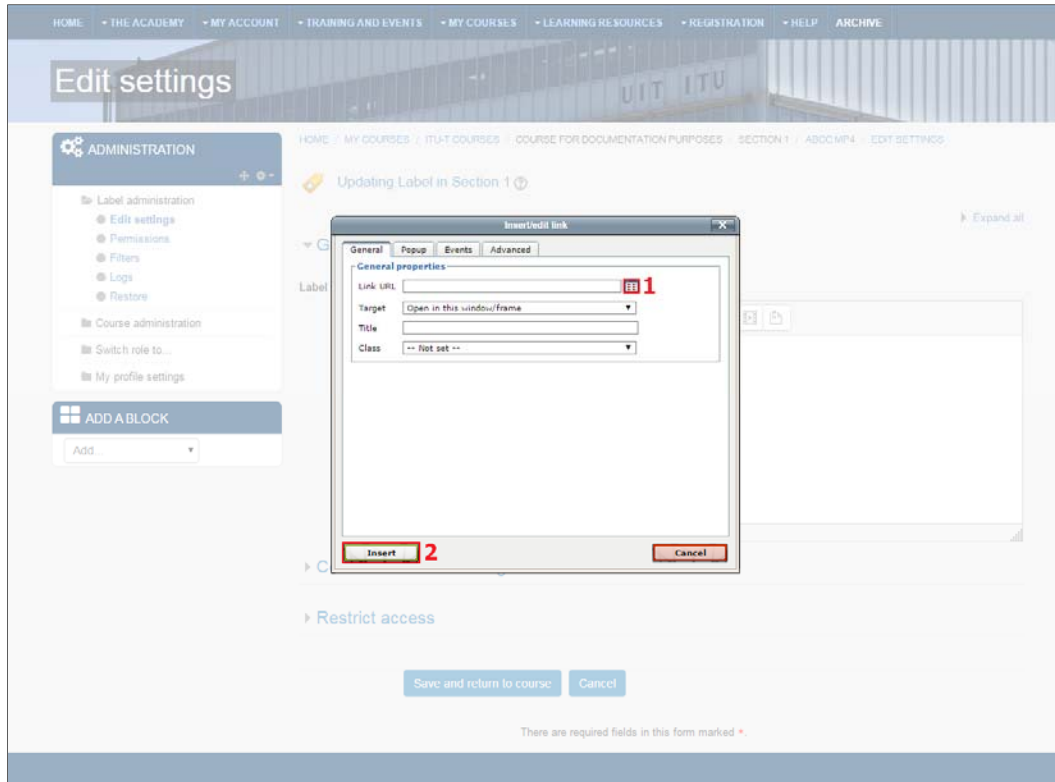 HOME THE ACADEMY MY ACCOUNT TRAINING AND EVENTS MY COURSES LEARNING RESOURCES REGISTRATION HELP ARCHIVE
Edit settings
UIT ITU
ADMINISTRATION
Label administration
Edit settings
Permissions
Filters
Logs
Restore
Course administration
Switch role to...
My profile settings
ADD A BLOCK
Add...
HOME / MY COURSES / ITU-T COURSES / COURSE FOR DOCUMENTATION PURPOSES / SECTION 1 / ABCC.MP4 / EDIT SETTINGS
Updating Label in Section 1
Expand all
G
Label
Insert/edit link
General Popup Events Advanced
General properties
Link URL 1
Target Open in this window/frame
Title
Class -- Not set --
Insert 2 Cancel
C
Restrict access
Save and return to course Cancel
There are required fields in this form marked *.